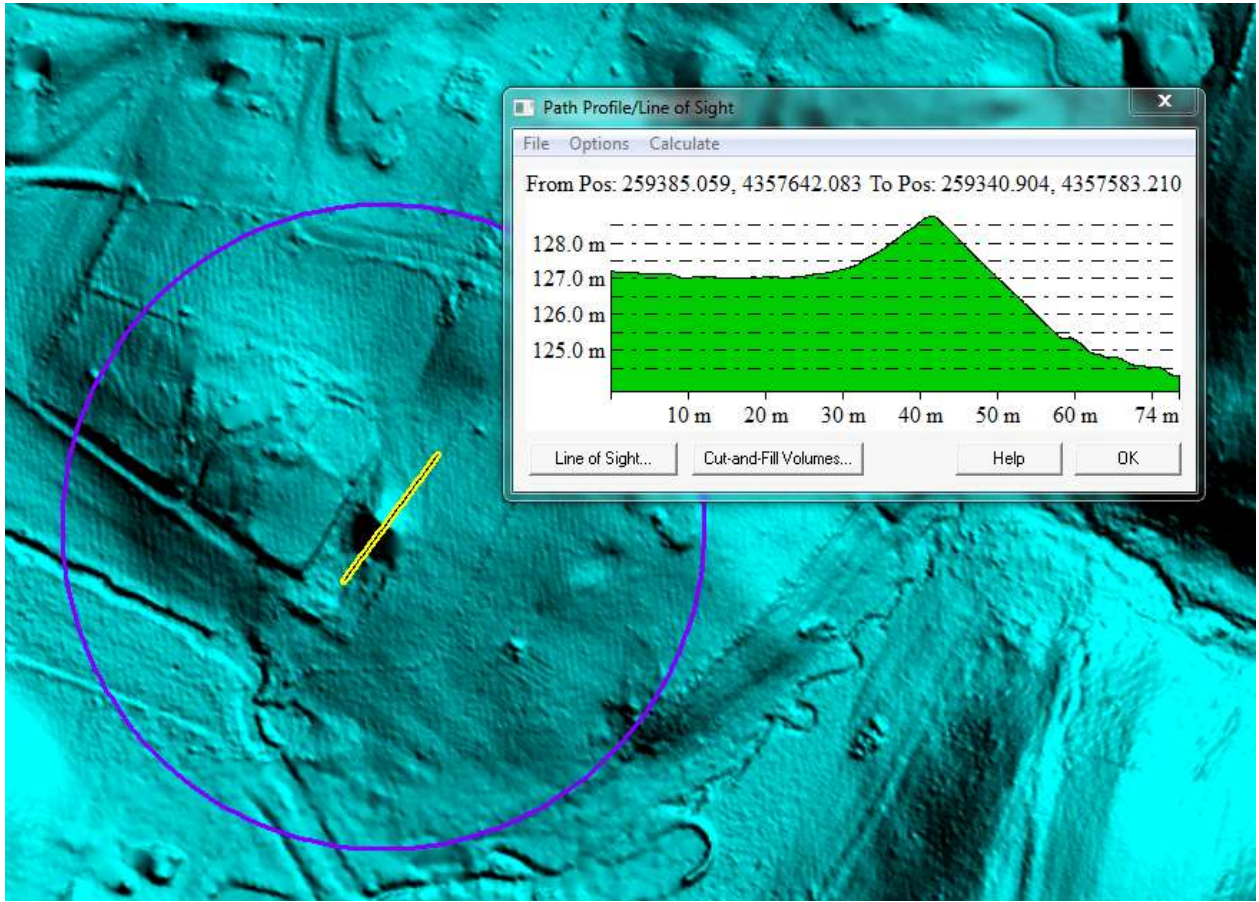 Path Profile/Line of Sight
X
File Options Calculate
From Pos: 259385.059, 4357642.083 To Pos: 259340.904, 4357583.210
128.0 m
127.0 m
126.0 m
125.0 m
10 m 20 m 30 m 40 m 50 m 60 m 74 m
Line of Sight... Cut-and-Fill Volumes... Help OK